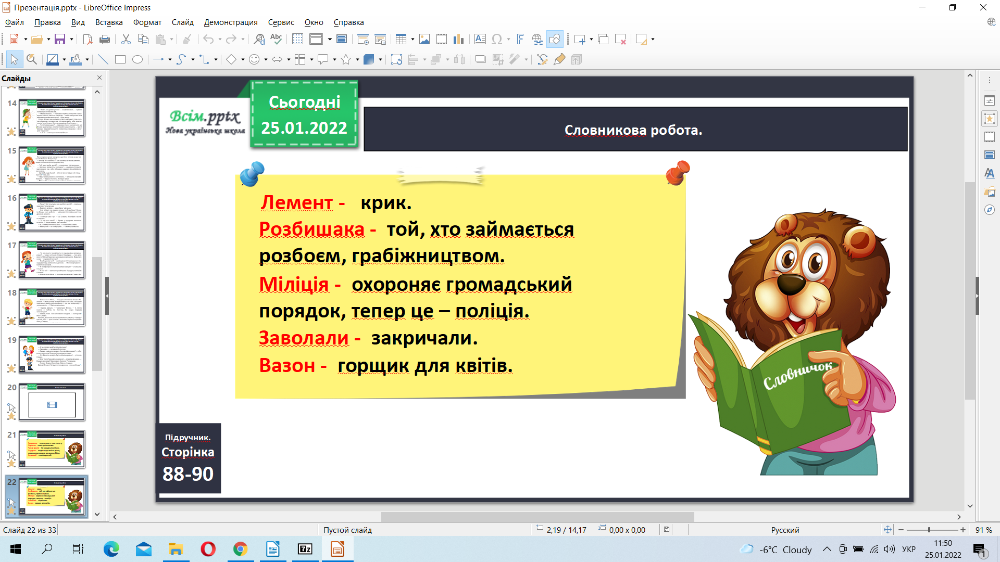 Презентація.pptx - LibreOffice Impress
Файл Правка Вид Вставка Формат Слайд Демонстрация Сервис Окно Справка
Слайды
14
15
16
17
18
19
20
21
22
Всім.pptx
Нова українська школа
Сьогодні
25.01.2022
Словникова робота.
Лемент - крик.
Розбишака - той, хто займається
розбоєм, грабіжництвом.
Міліція - охороняє громадський
порядок, тепер це – поліція.
Заволали - закричали.
Вазон - горщик для квітів.
Словничок
Підручник.
Сторінка
88-90
Слайд 22 из 33
Пустой слайд
2,19 / 14,17
0,00 x 0,00
Русский
91 %
-6°C Cloudy
УКР
11:50
25.01.2022
1